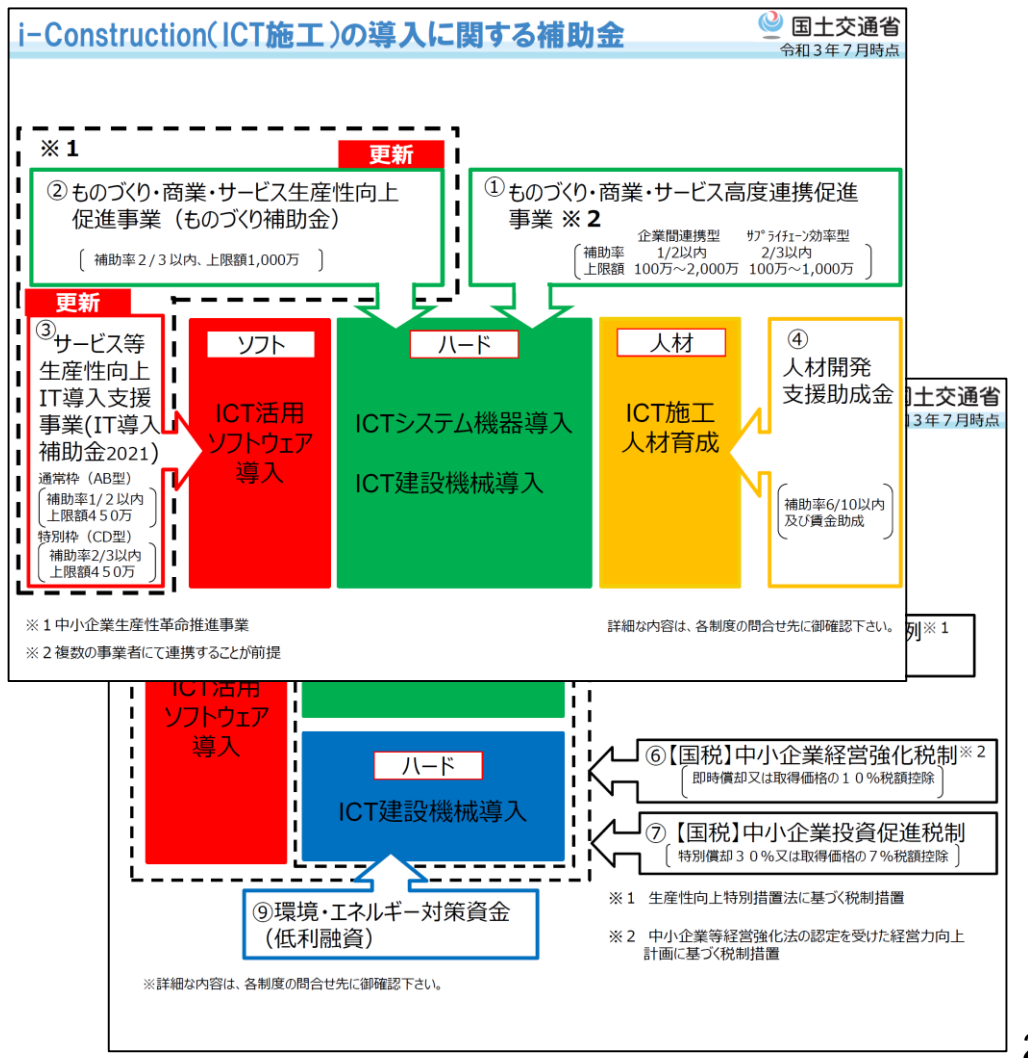 i-Construction(ICT施工)の導入に関する補助金
国土交通省
令和3年7月時点
※1
更新
②ものづくり・商業・サービス生産性向上
促進事業(ものづくり補助金)
補助率2/3以内、上限額1,000万
①ものづくり・商業・サービス高度連携促進
事業 ※2
企業間連携型 ｻﾌﾟﾗｲﾁｪｰﾝ効率型
補助率 1/2以内 2/3以内
上限額 100万～2,000万 100万～1,000万
更新
③サービス等
生産性向上
IT導入支援
事業(IT導入
補助金2021)
通常枠(AB型)
補助率1/2以内
上限額450万
特別枠(CD型)
補助率2/3以内
上限額450万
ソフト
ICT活用
ソフトウェア
導入
ハード
ICTシステム機器導入
ICT建設機械導入
人材
ICT施工
人材育成
④
人材開発
支援助成金
補助率6/10以内
及び賃金助成
※1中小企業生産性革命推進事業
※2複数の事業者にて連携することが前提
詳細な内容は、各制度の問合せ先に御確認下さい。
土交通省
3年7月時点
例※1
ICT活用
ソフトウェア
導入
ハード
ICT建設機械導入
⑥【国税】中小企業経営強化税制※2
即時償却又は取得価格の10%税額控除
⑦【国税】中小企業投資促進税制
特別償却30%又は取得価格の7%税額控除
⑨環境・エネルギー対策資金
(低利融資)
※1 生産性向上特別措置法に基づく税制措置
※2 中小企業等経営強化法の認定を受けた経営力向上
計画に基づく税制措置
※詳細な内容は、各制度の問合せ先に御確認下さい。